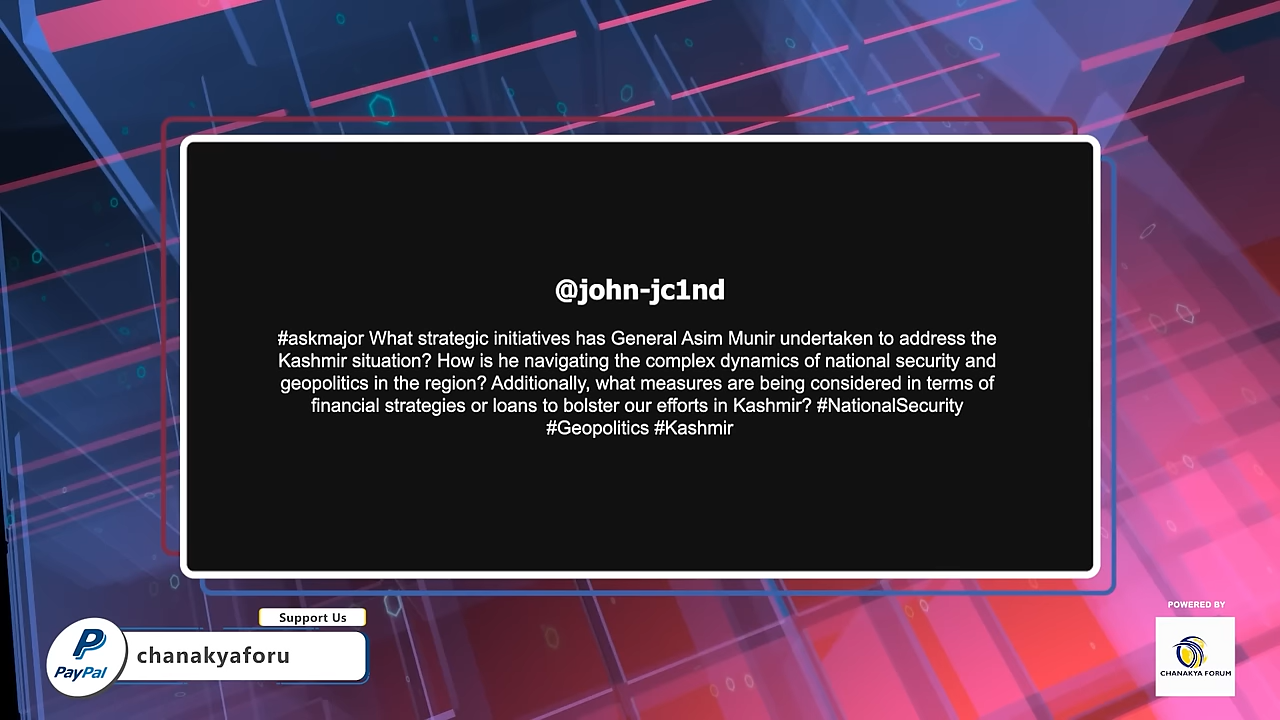 @john-jc1nd
#askmajor What strategic initiatives has General Asim Munir undertaken to address the
Kashmir situation? How is he navigating the complex dynamics of national security and
geopolitics in the region? Additionally, what measures are being considered in terms of
financial strategies or loans to bolster our efforts in Kashmir? #NationalSecurity
#Geopolitics #Kashmir
Support Us
PayPal
chanakyaforu
POWERED BY
CHANAKYA FORUM